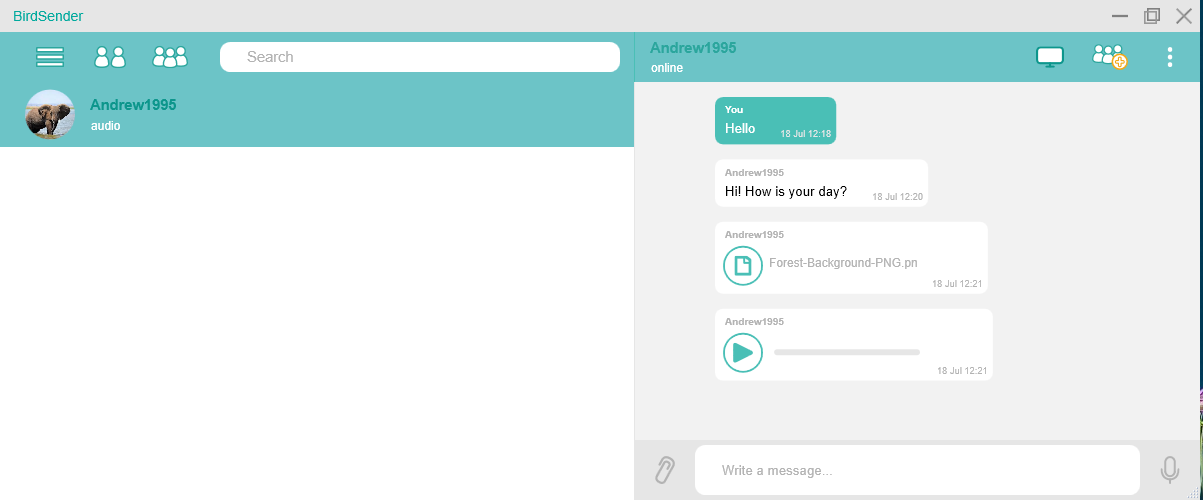 BirdSender
Search
Andrew1995
audio
Andrew1995
online
You
Hello
18 Jul 12:18
Andrew1995
Hi! How is your day?
18 Jul 12:20
Andrew1995
Forest-Background-PNG.pn
18 Jul 12:21
Andrew1995
18 Jul 12:21
Write a message...